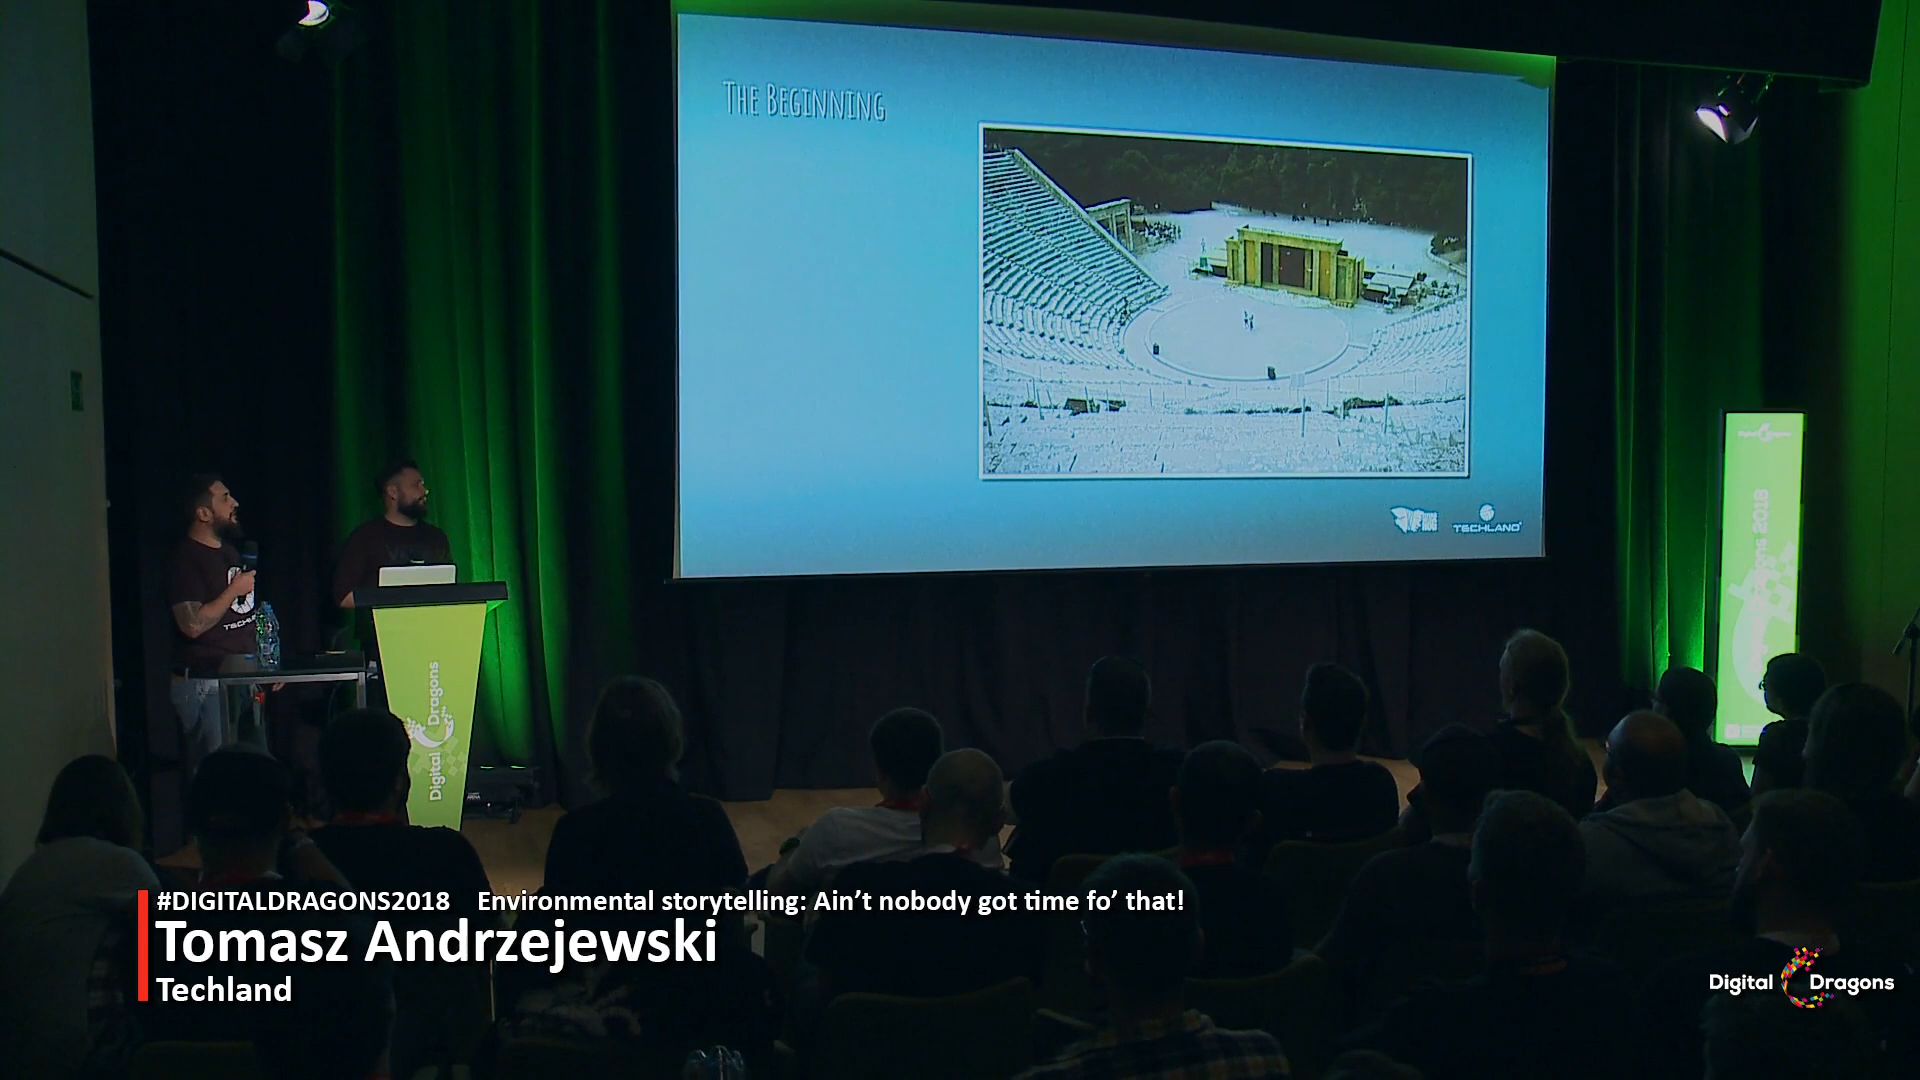 THE BEGINNING
TECHLAND
Digital Dragons
#DIGITALDRAGONS2018 Environmental storytelling: Ain't nobody got time fo' that!
Tomasz Andrzejewski
Techland
Digital Dragons